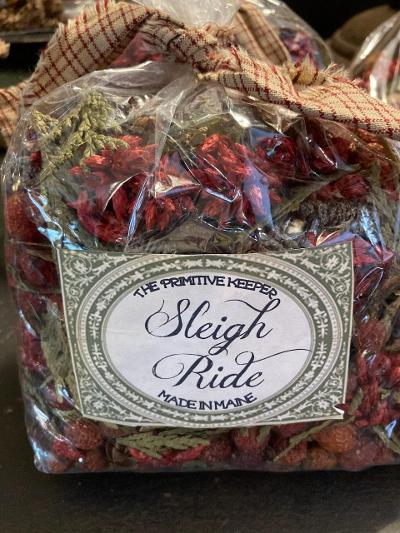 THE PRIMITIVE KEEPER
Sleigh
Ride
MADE IN MAINE